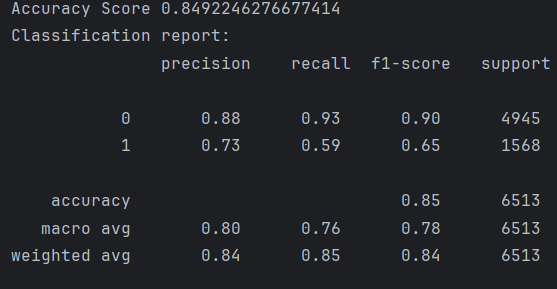 Accuracy Score 0.8492246276677414
Classification report:
precision recall f1-score support
0 0.88 0.93 0.90 4945
1 0.73 0.59 0.65 1568
accuracy 0.85 6513
macro avg 0.80 0.76 0.78 6513
weighted avg 0.84 0.85 0.84 6513